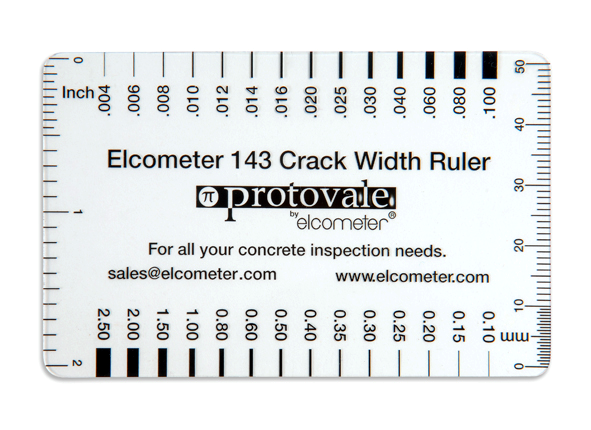 0
Inch .004 .006 .008 .010 .012 .014 .016 .020 .025 .030 .040 .060 .080 .100
50
40
Elcometer 143 Crack Width Ruler
30
π protovale
1
by elcometer®
20
For all your concrete inspection needs.
sales@elcometer.com www.elcometer.com
10
2.50 2.00 1.50 1.00 0.80 0.60 0.50 0.40 0.35 0.30 0.25 0.20 0.15 0.10 mm
2
0